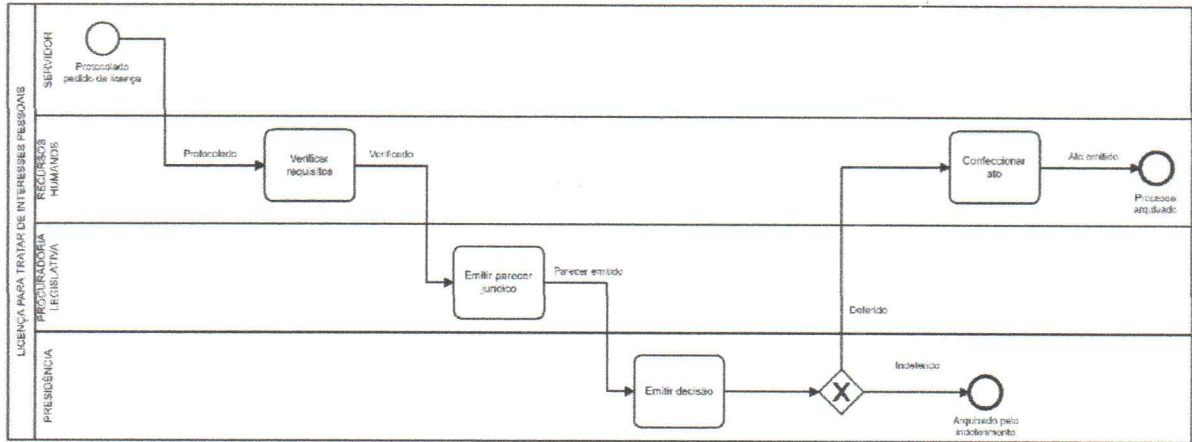 LICENÇA PARA TRATAR DE INTERESSES PESSOAIS
SERVIDOR
Protocolado
pedido de licença
RECURSOS
HUMANOS
Protocolado
Verificar
requisitos
Verificado
Confeccionar
ato
Ato emitido
Processo
arquivado
PROCURADORIA
LEGISLATIVA
Emitir parecer
jurídico
Parecer emitido
Deferido
PRESIDÊNCIA
Emitir decisão
X
Indeferido
Arquivado pelo
indeferimento